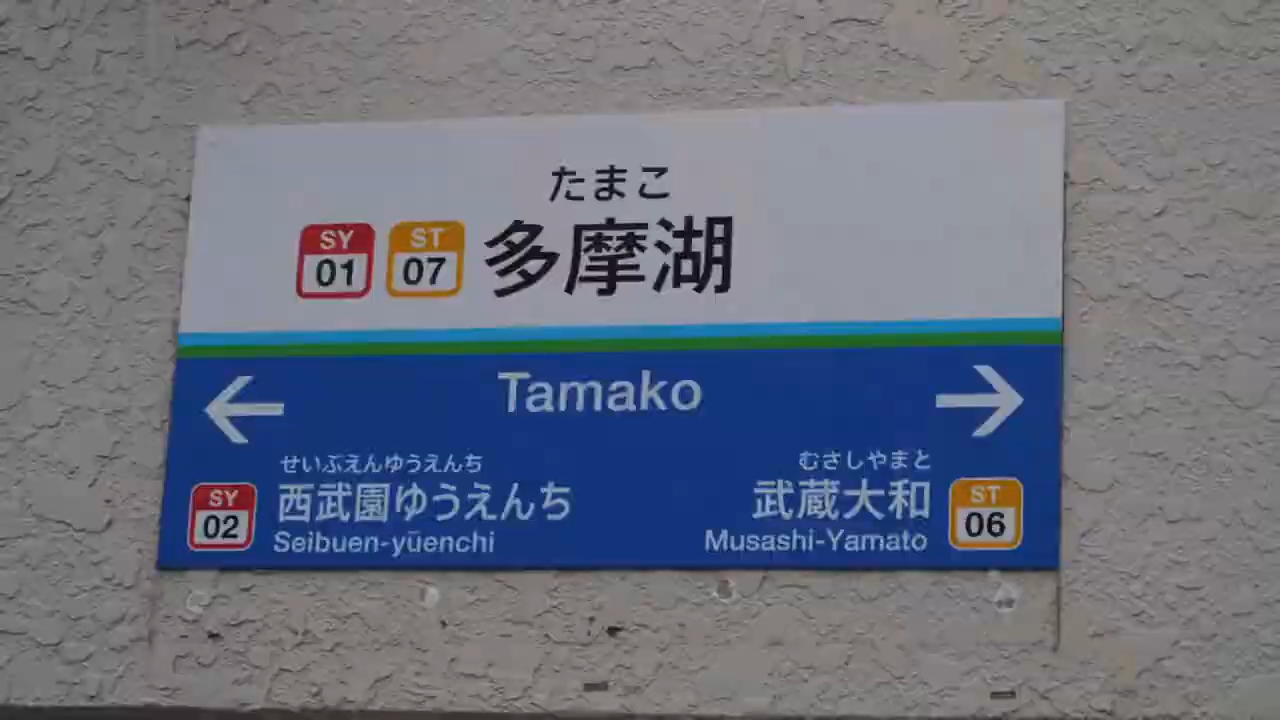 たまこ
SY 01 ST 07 多摩湖
Tamako
せいぶえんゆうえんち
SY 02 西武園ゆうえんち
Seibuen-yūenchi
むさしやまと
武蔵大和 ST 06
Musashi-Yamato